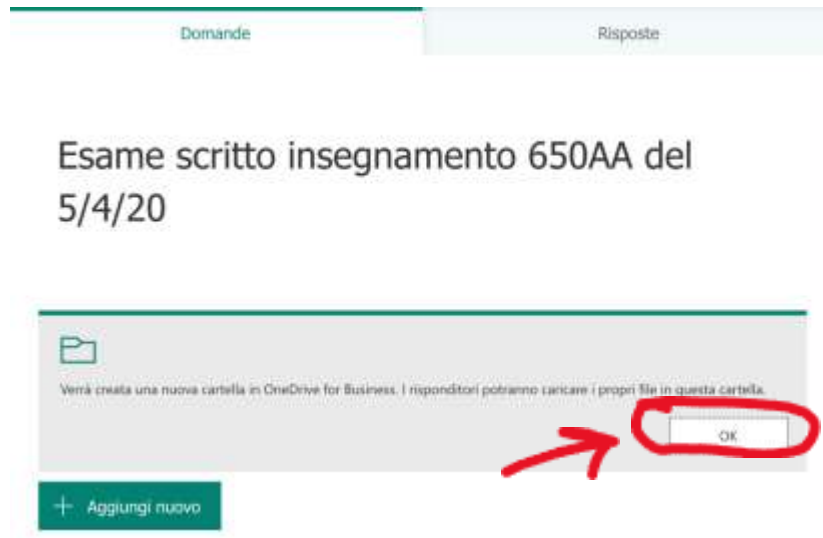 Domande Risposte
Esame scritto insegnamento 650AA del
5/4/20
Verrà creata una nuova cartella in OneDrive for Business. I risponditori potranno caricare i propri file in questa cartella.
OK
+ Aggiungi nuovo